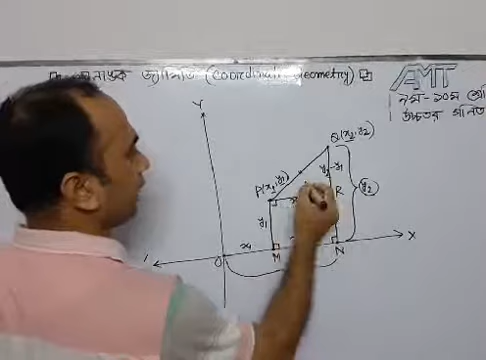 জ্যামিতি (Coordinate Geometry)
AMT
নবম-১০ম শ্রেণি
উচ্চতর গণিত
Y
Q(x₂, y₂)
P(x₁, y₁)
y₂-y₁
R
y₂
y₁
X
x₁
O
M
N